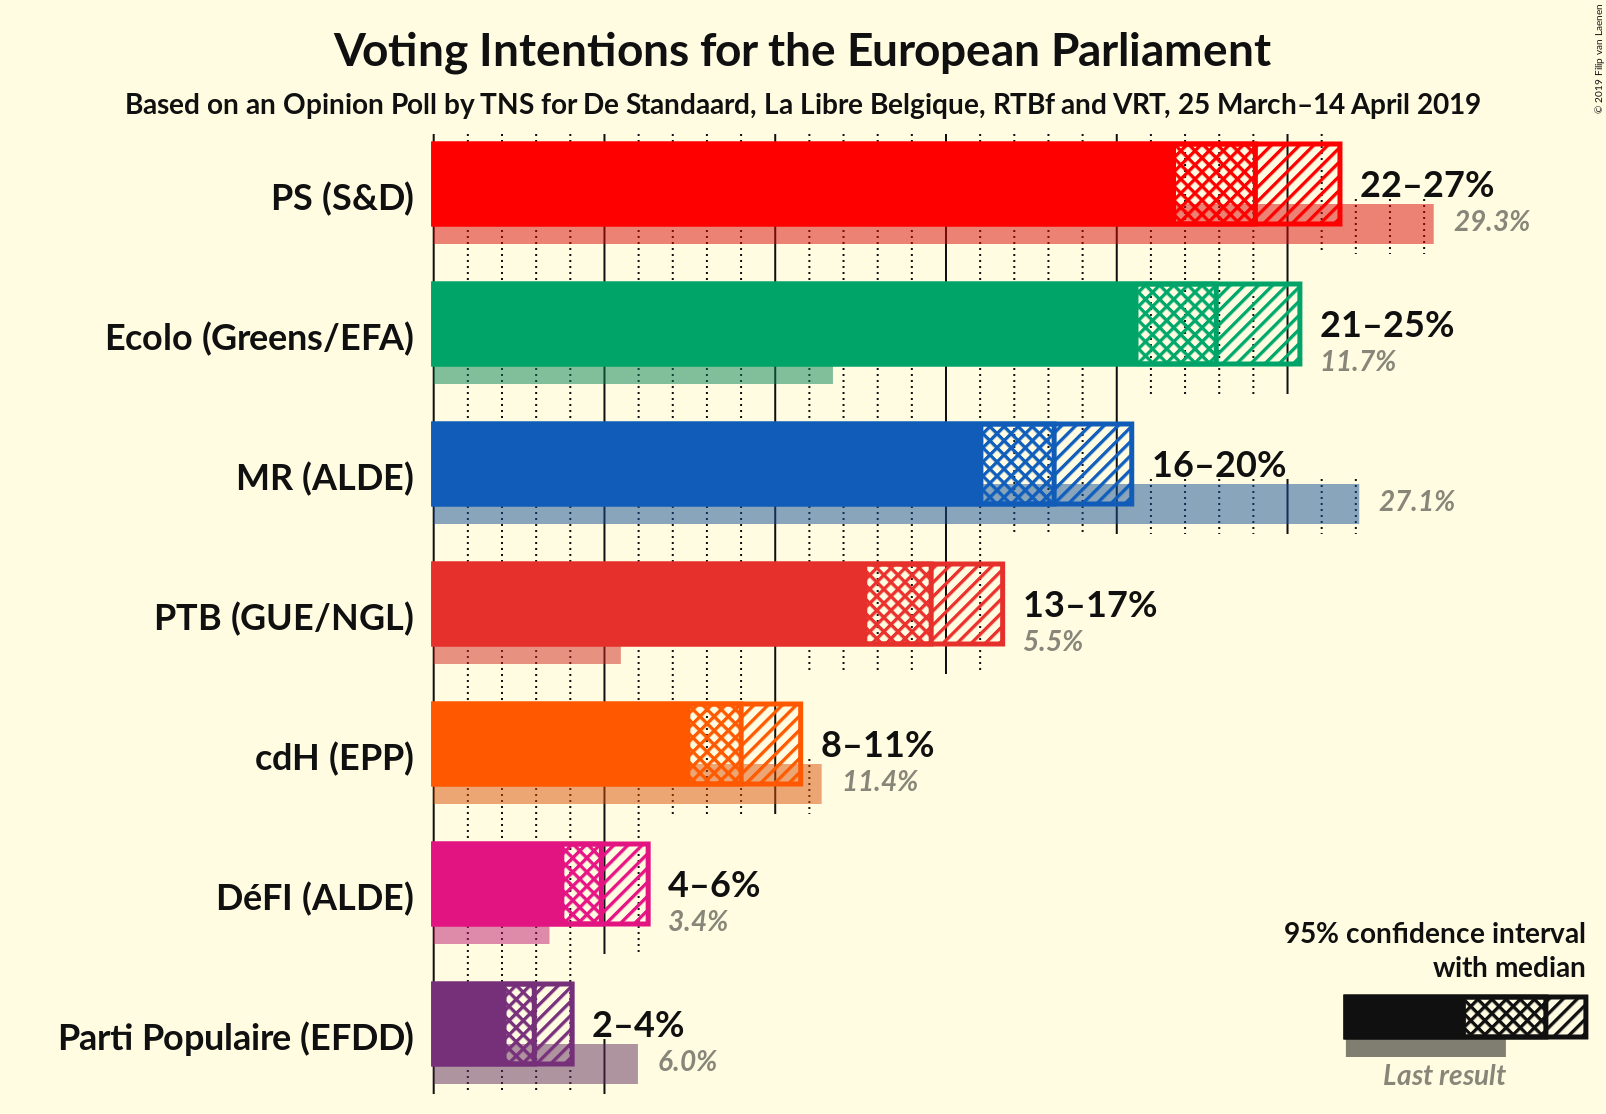 Voting Intentions for the European Parliament
Based on an Opinion Poll by TNS for De Standaard, La Libre Belgique, RTBf and VRT, 25 March–14 April 2019
© 2019 Filip van Laenen
PS (S&D)
22–27%
29.3%
Ecolo (Greens/EFA)
21–25%
11.7%
MR (ALDE)
16–20%
27.1%
PTB (GUE/NGL)
13–17%
5.5%
cdH (EPP)
8–11%
11.4%
DéFI (ALDE)
4–6%
3.4%
Parti Populaire (EFDD)
2–4%
6.0%
95% confidence interval
with median
Last result